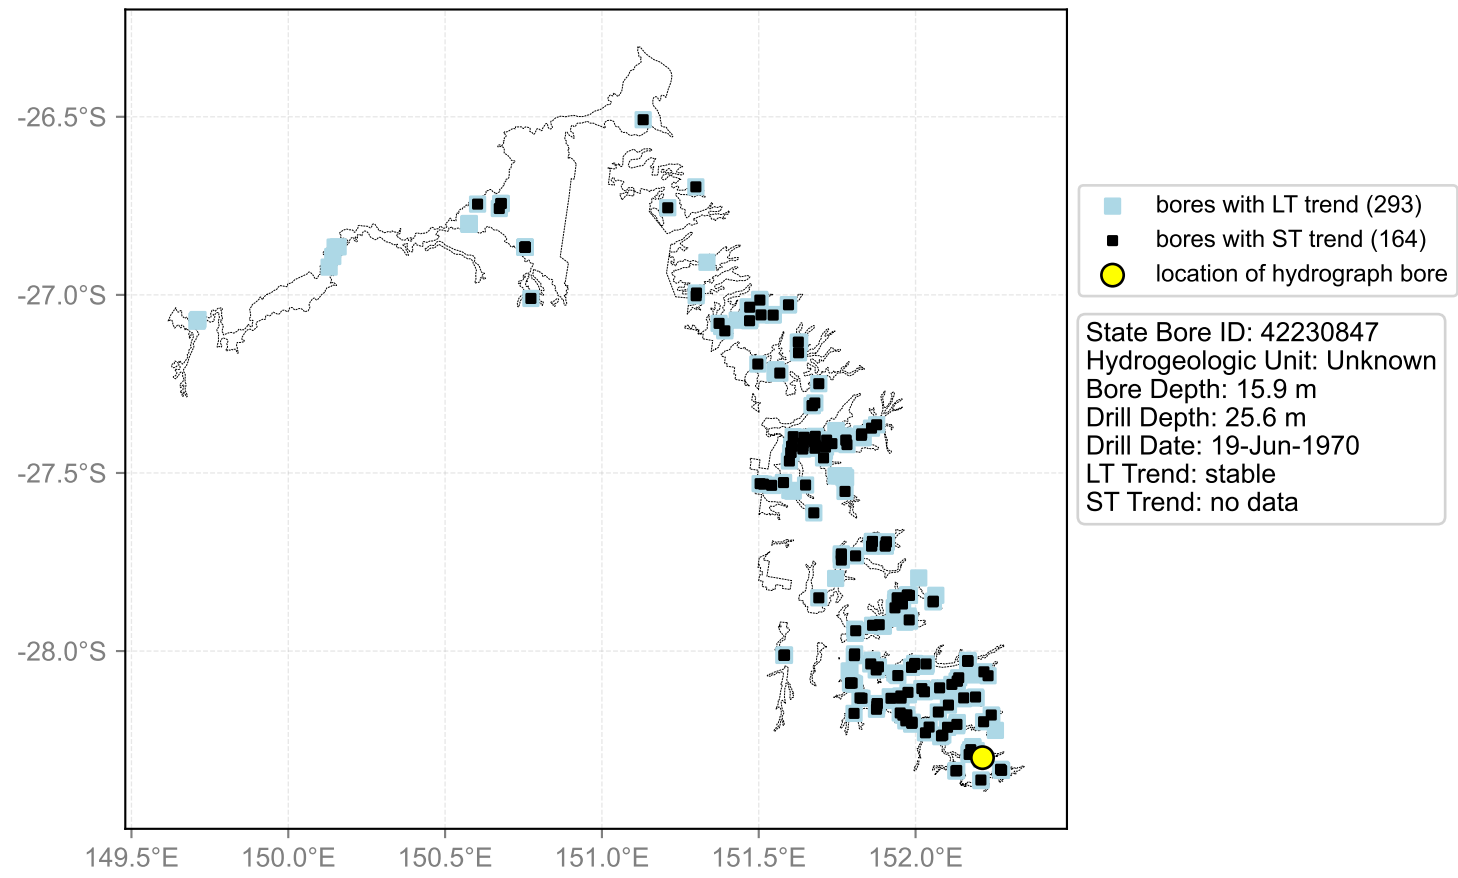 -26.5°S
-27.0°S
-27.5°S
-28.0°S
149.5°E
150.0°E
150.5°E
151.0°E
151.5°E
152.0°E
bores with LT trend (293)
bores with ST trend (164)
location of hydrograph bore
State Bore ID: 42230847
Hydrogeologic Unit: Unknown
Bore Depth: 15.9 m
Drill Depth: 25.6 m
Drill Date: 19-Jun-1970
LT Trend: stable
ST Trend: no data